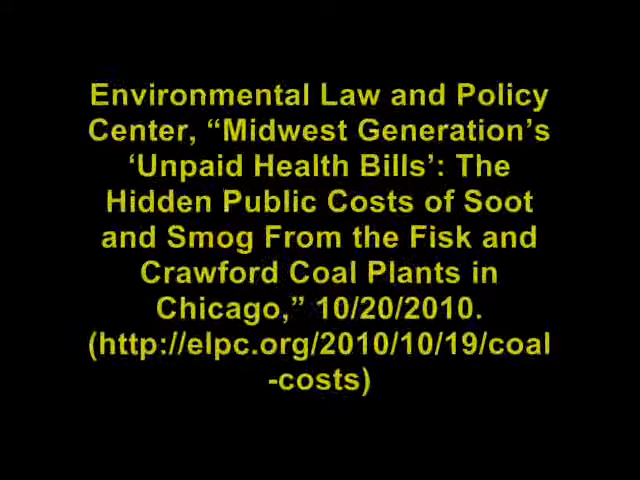 Environmental Law and Policy
Center, “Midwest Generation’s
‘Unpaid Health Bills’: The
Hidden Public Costs of Soot
and Smog From the Fisk and
Crawford Coal Plants in
Chicago,” 10/20/2010.
(http://elpc.org/2010/10/19/coal
-costs)